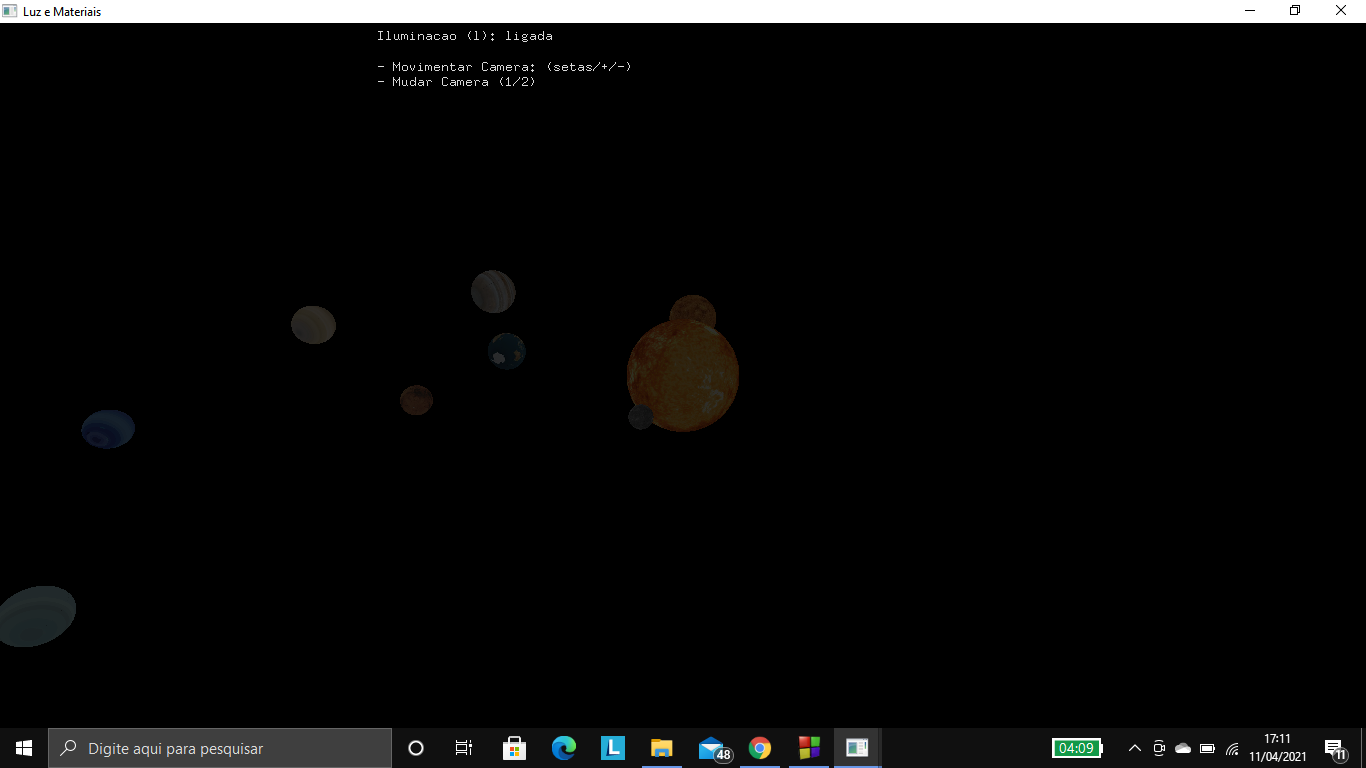 Luz e Materiais
Iluminacao (l): ligada
- Movimentar Camera: (setas/+/-)
- Mudar Camera (1/2)
Digite aqui para pesquisar
L
48
04:09
17:11
11/04/2021
11